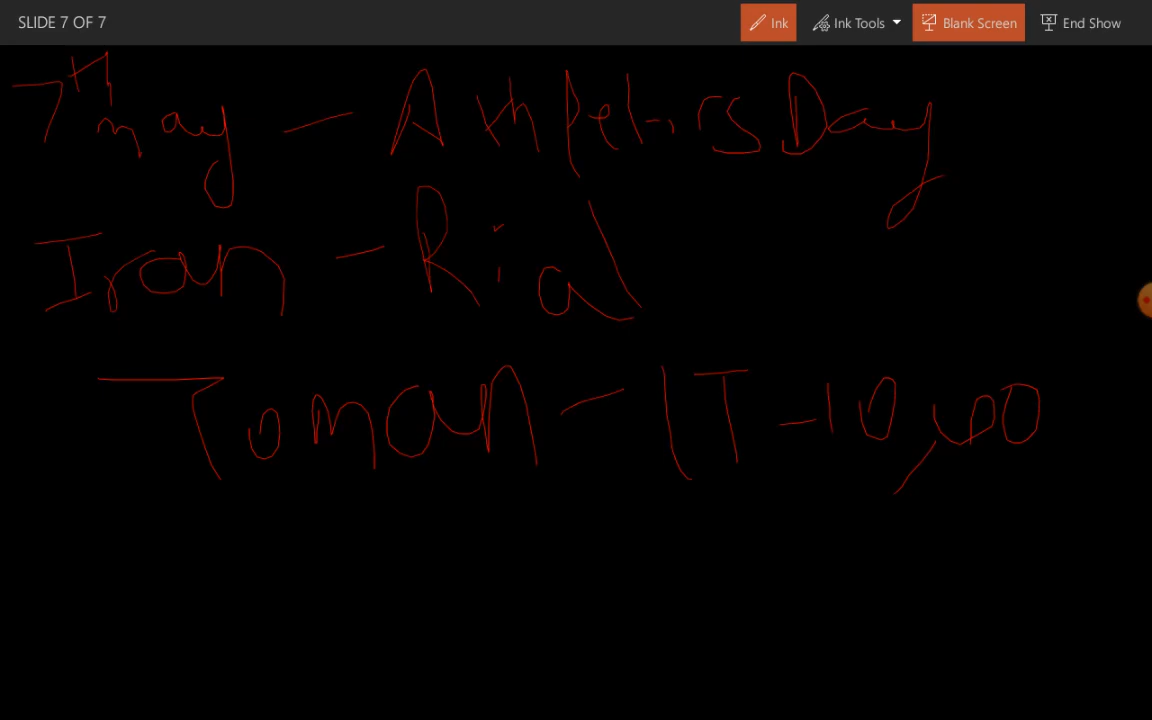 SLIDE 7 OF 7 Ink Ink Tools Blank Screen End Show
7th may - Athletics Day
Iran - Rial
Toman - 1T - 10,000